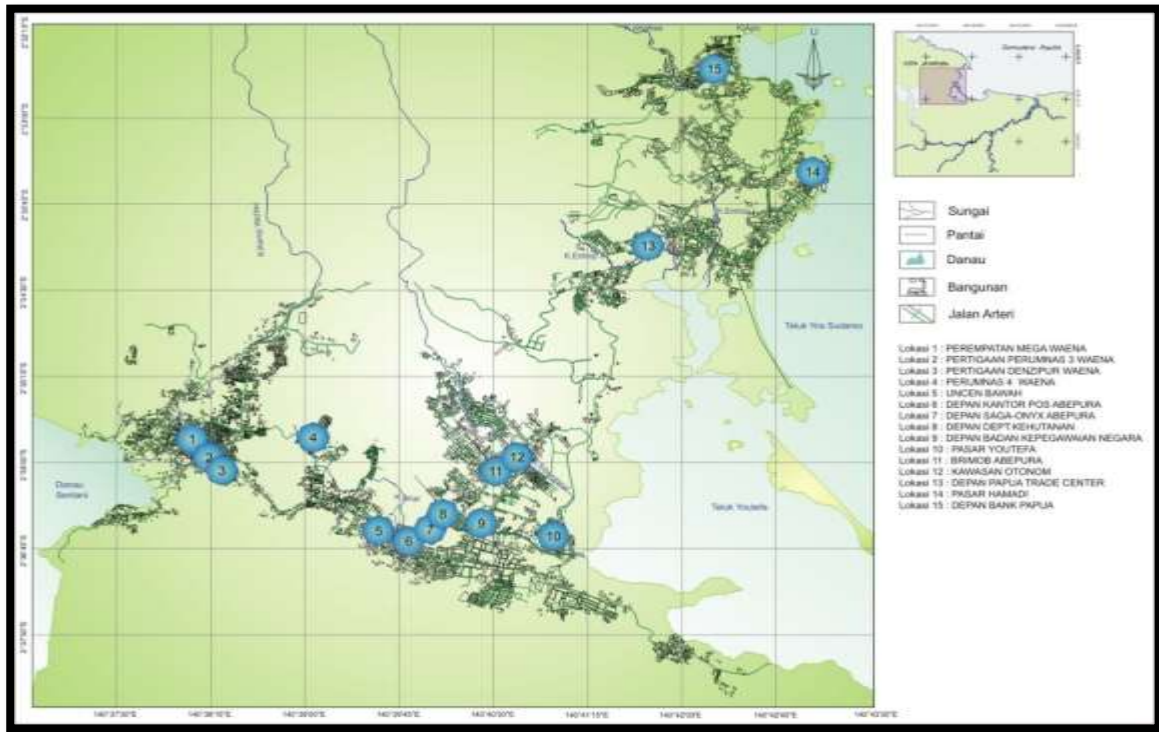 U
15
14
13
1
2
3
4
12
11
8
7
9
5
6
10
Danau
Sentani
Teluk Yos Sudarso
Teluk Youtefa
Sungai
Pantai
Danau
Bangunan
Jalan Arteri
Lokasi 1 : PEREMPATAN MEGA WAENA
Lokasi 2 : PERTIGAAN PERUMNAS 3 WAENA
Lokasi 3 : PERTIGAAN DENZIPUR WAENA
Lokasi 4 : PERUMNAS 4 WAENA
Lokasi 5 : UNCEN BAWAH
Lokasi 6 : DEPAN KANTOR POS ABEPURA
Lokasi 7 : DEPAN SAGA-ONYX ABEPURA
Lokasi 8 : DEPAN DEPT KEHUTANAN
Lokasi 9 : DEPAN BADAN KEPEGAWAIAN NEGARA
Lokasi 10 : PASAR YOUTEFA
Lokasi 11 : BRIMOB ABEPURA
Lokasi 12 : KAWASAN OTONOM
Lokasi 13 : DEPAN PAPUA TRADE CENTER
Lokasi 14 : PASAR HAMADI
Lokasi 15 : DEPAN BANK PAPUA